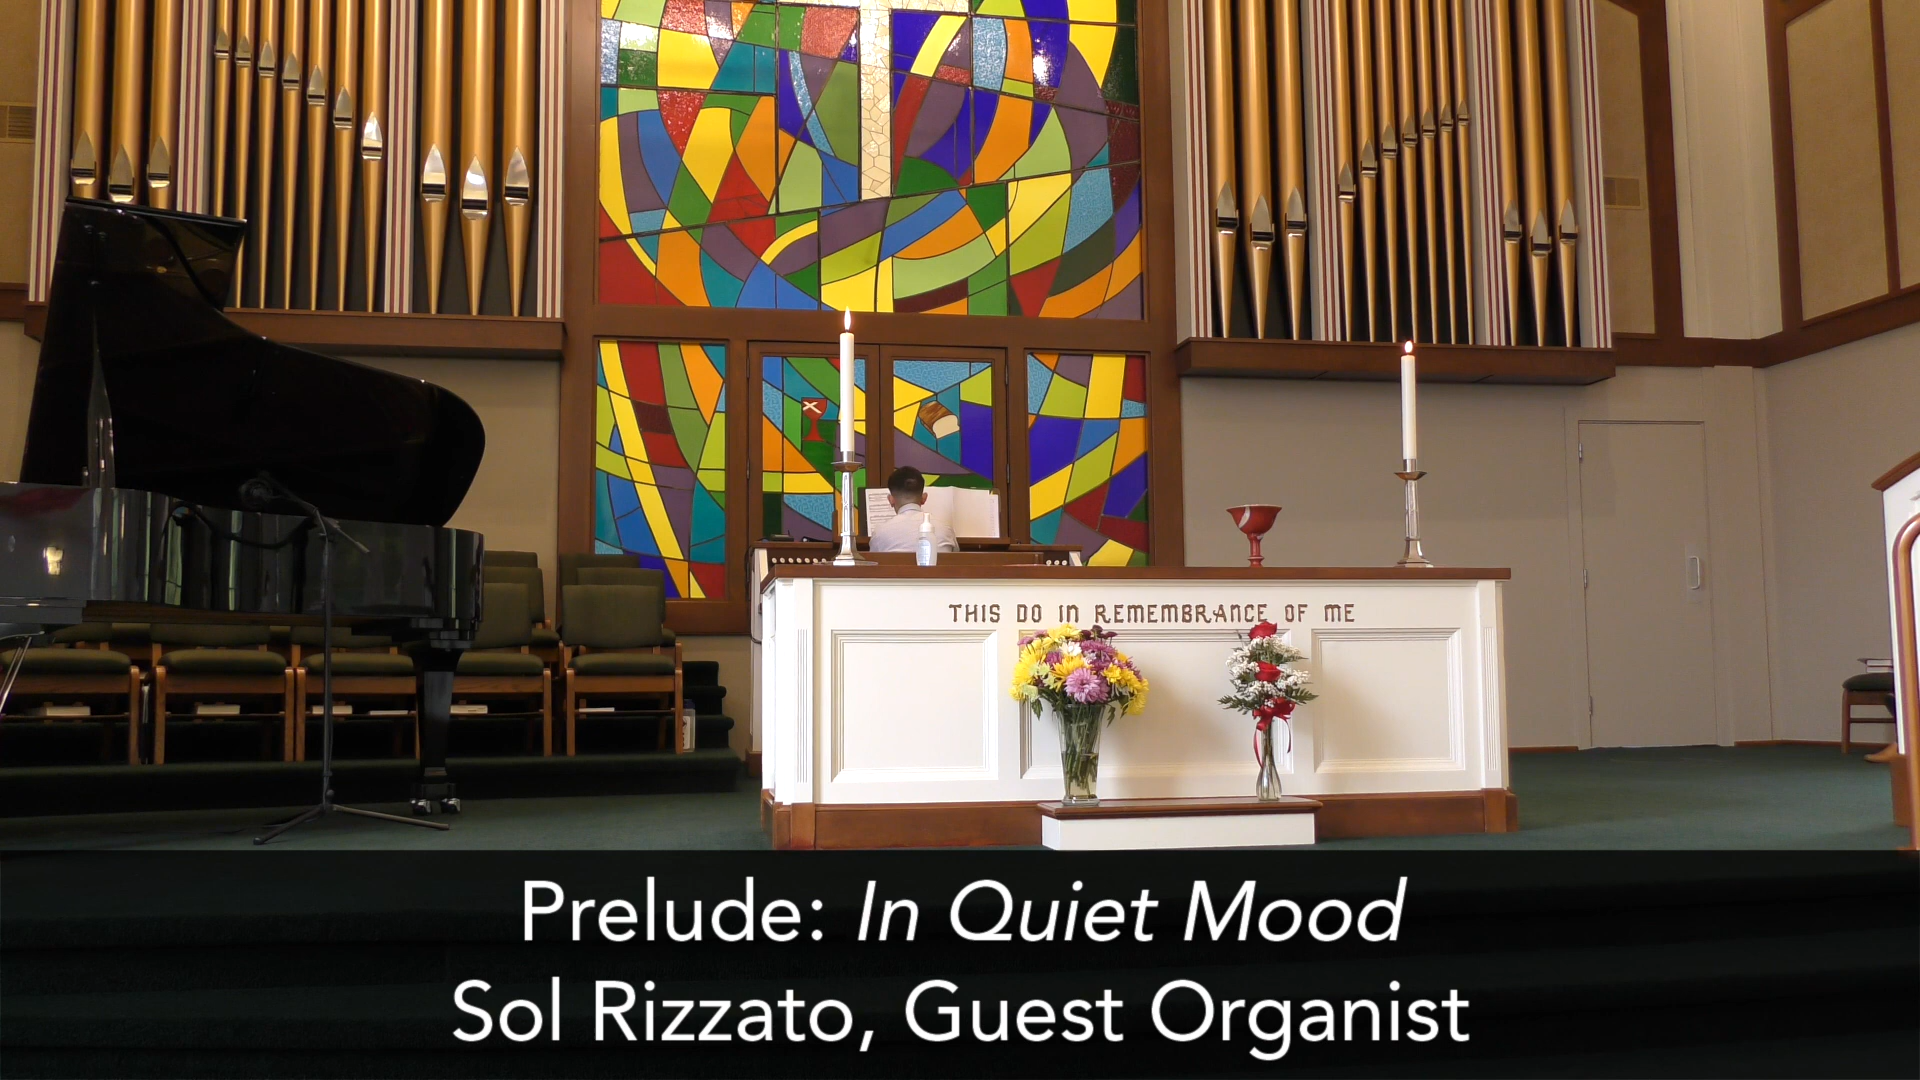 THIS DO IN REMEMBRANCE OF ME
Prelude: In Quiet Mood
Sol Rizzato, Guest Organist